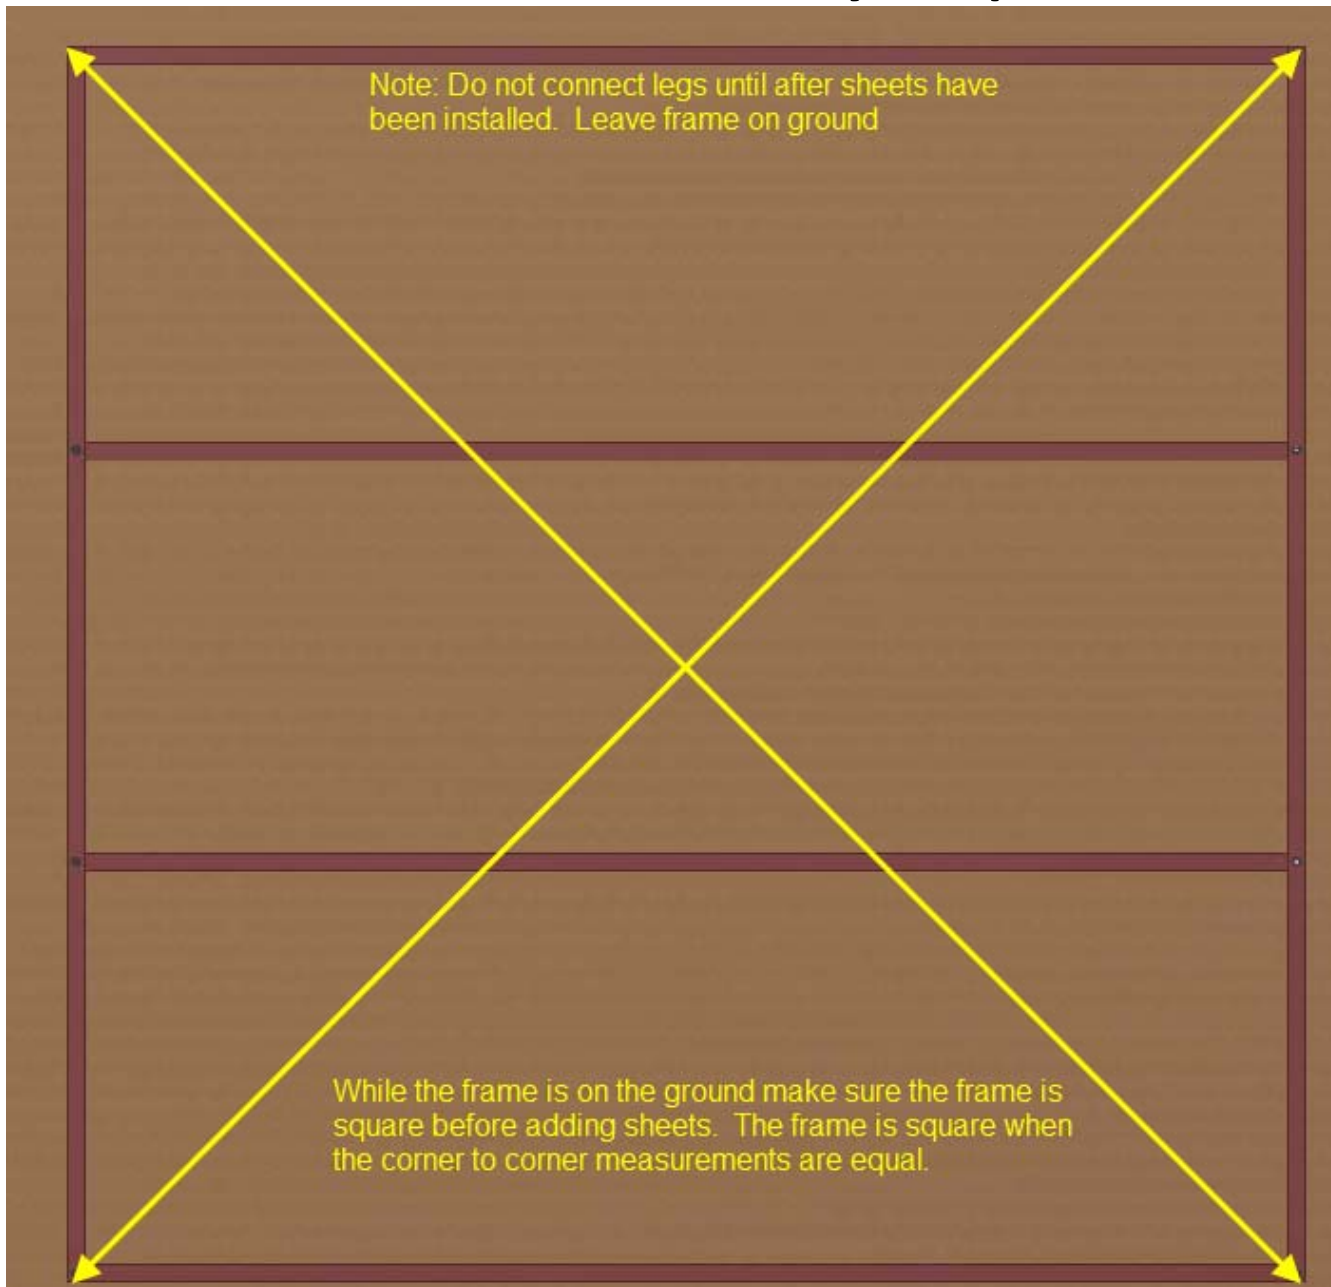 Note: Do not connect legs until after sheets have
been installed.  Leave frame on ground
While the frame is on the ground make sure the frame is
square before adding sheets.  The frame is square when
the corner to corner measurements are equal.